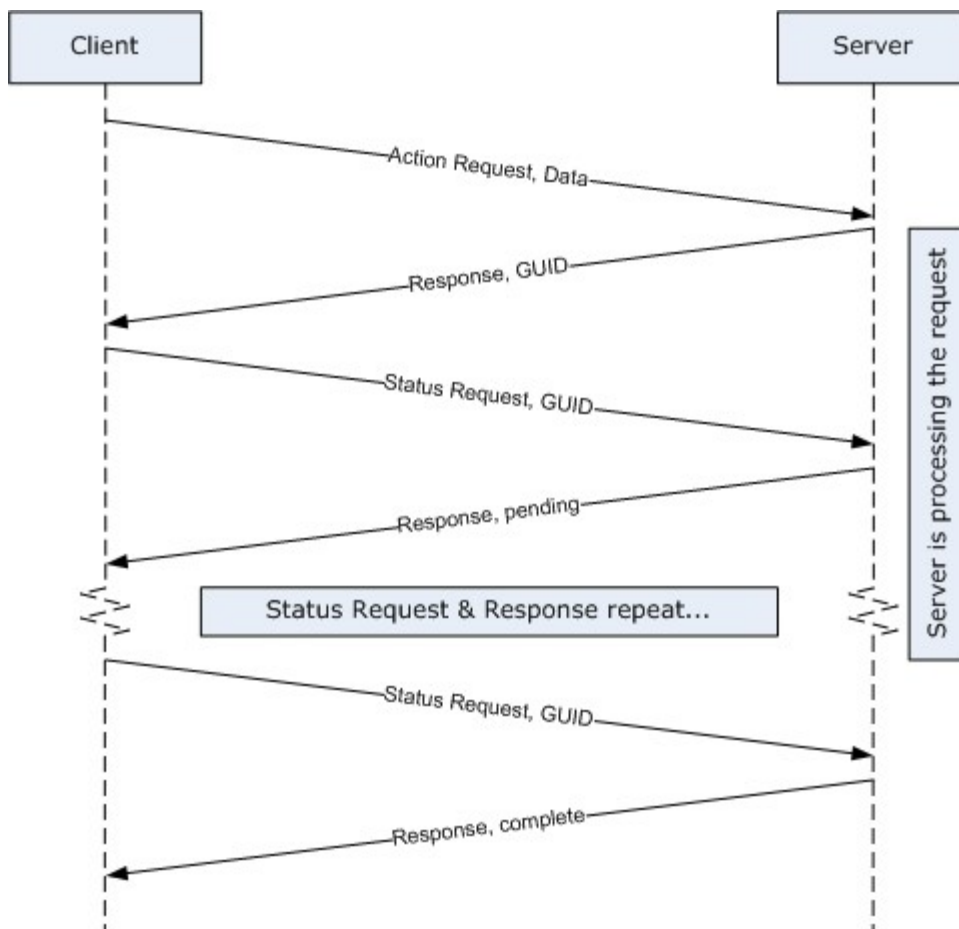 Client
Server
Action Request, Data
Response, GUID
Server is processing the request
Status Request, GUID
Response, pending
Status Request & Response repeat...
Status Request, GUID
Response, complete